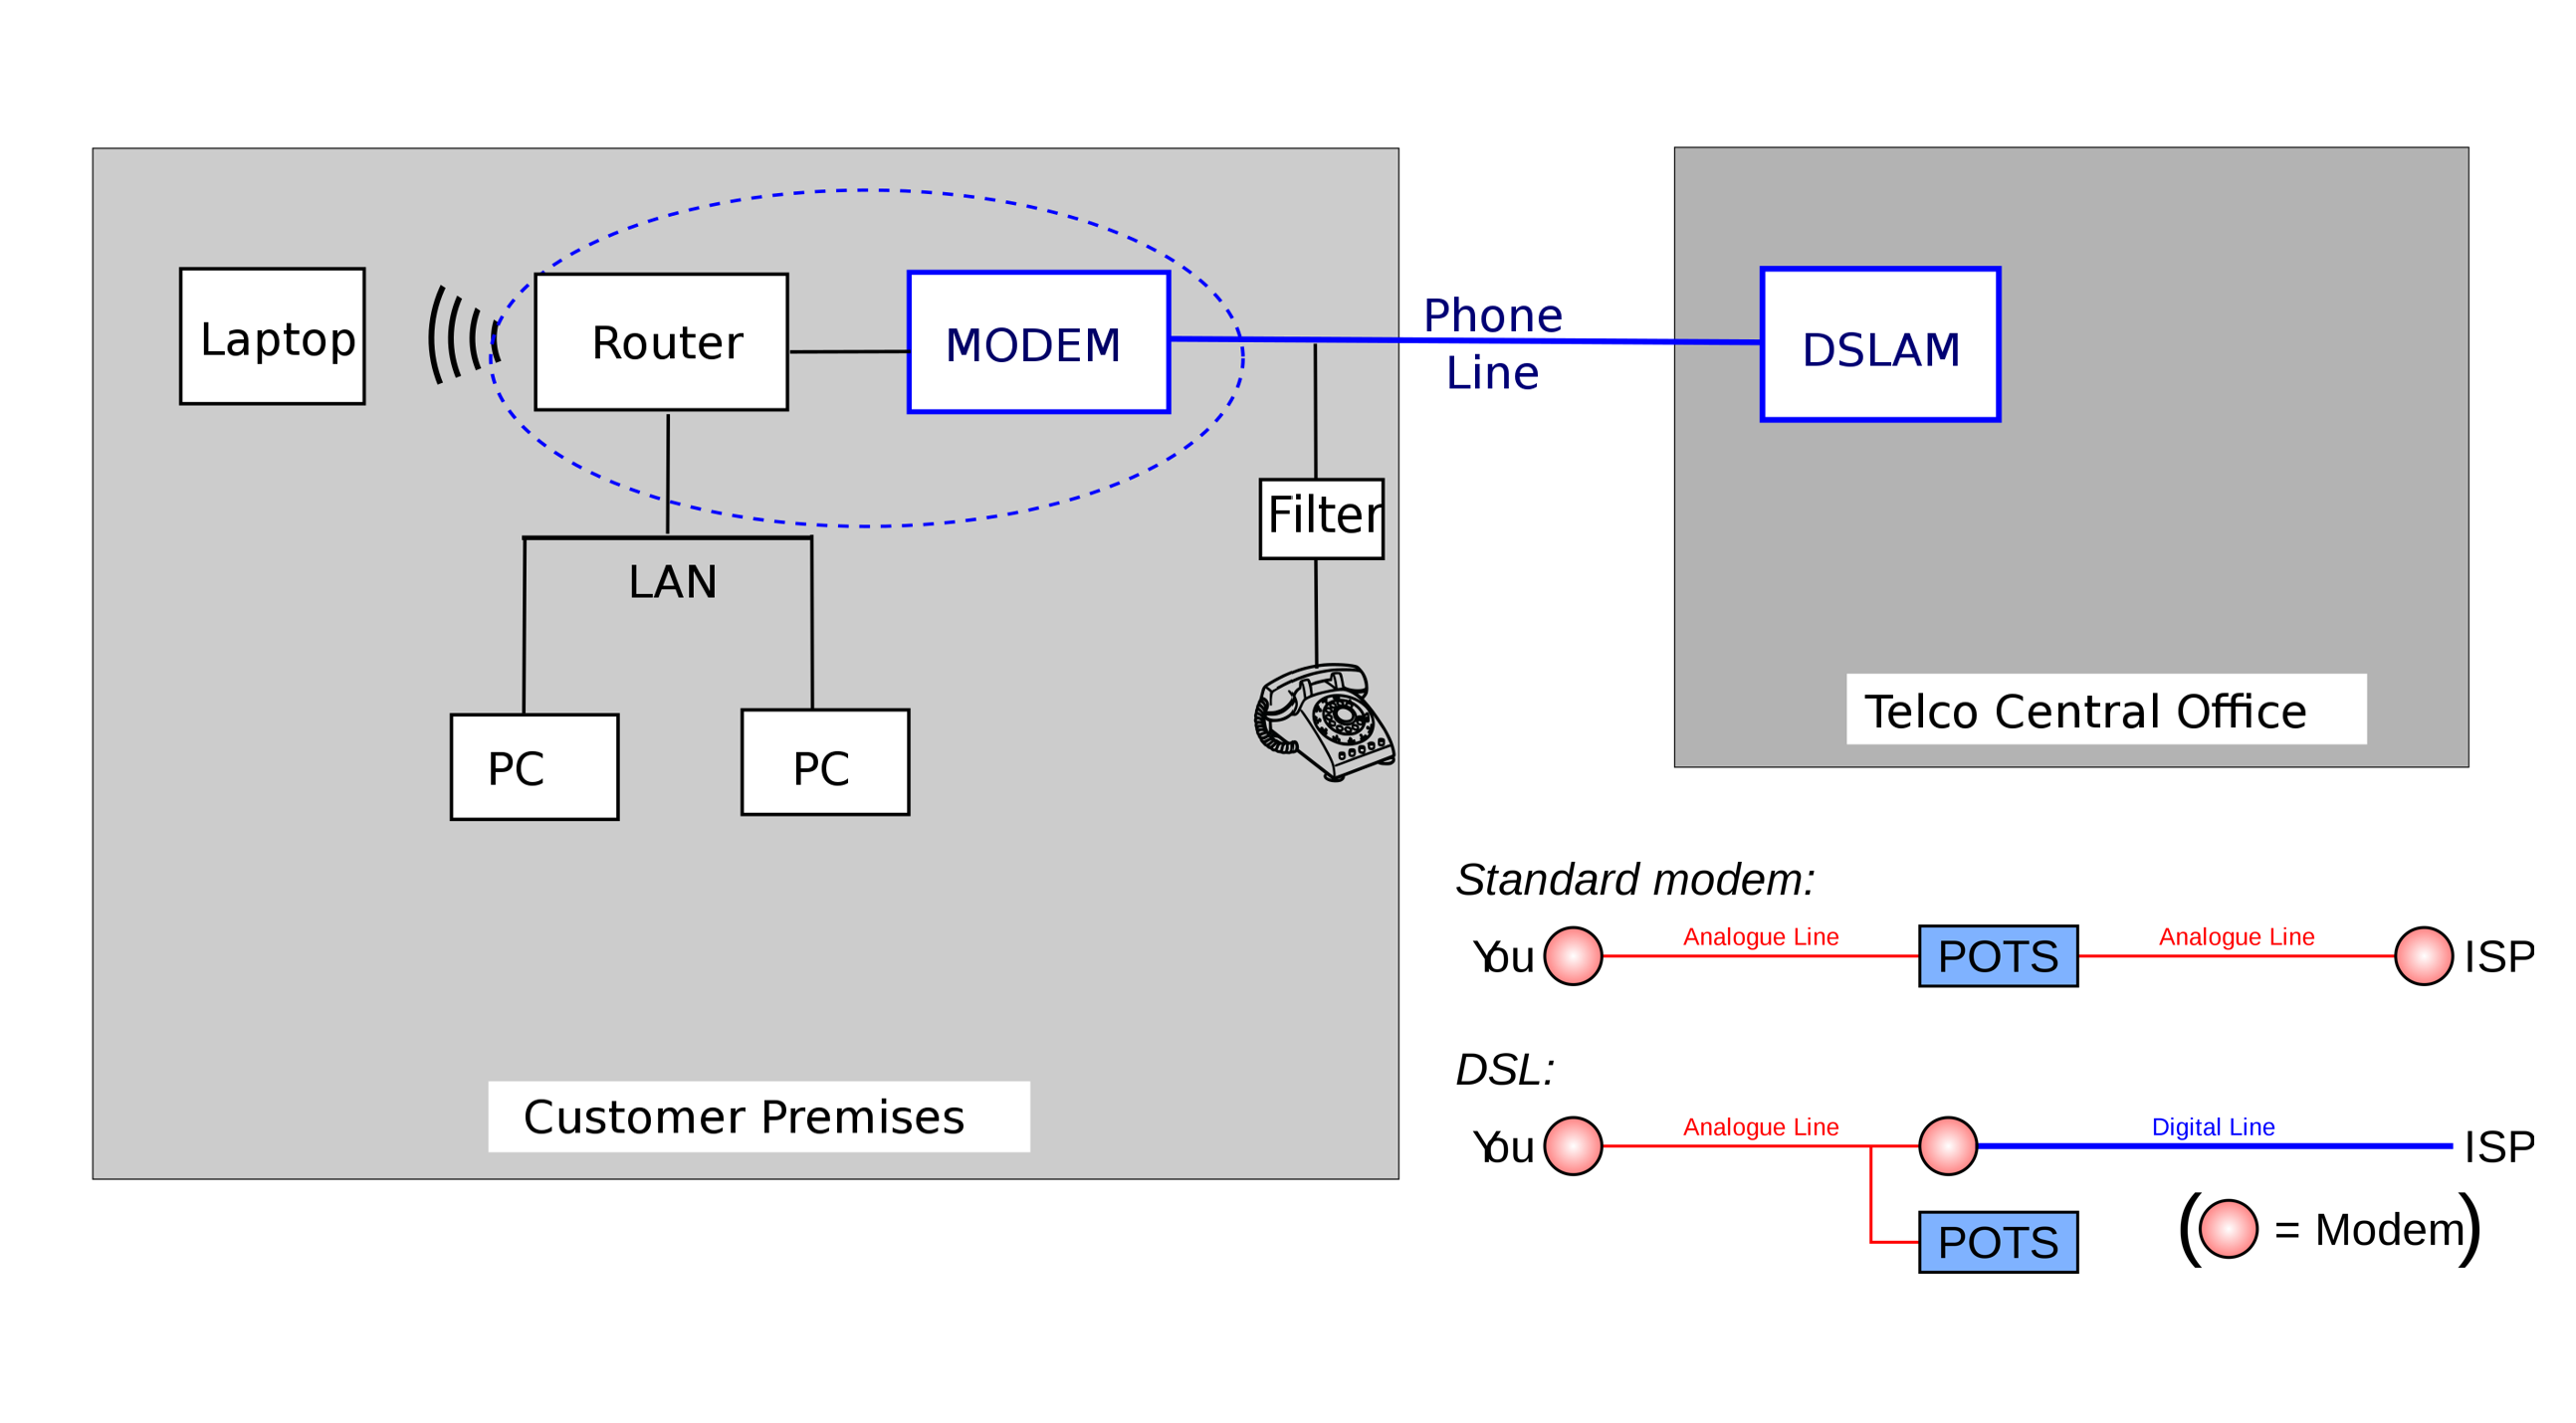 Laptop
Router
MODEM
Phone
Line
DSLAM
Filter
LAN
PC
PC
Telco Central Office
Customer Premises
Standard modem:
You
Analogue Line
POTS
Analogue Line
ISP
DSL:
You
Analogue Line
Digital Line
ISP
POTS
( = Modem)